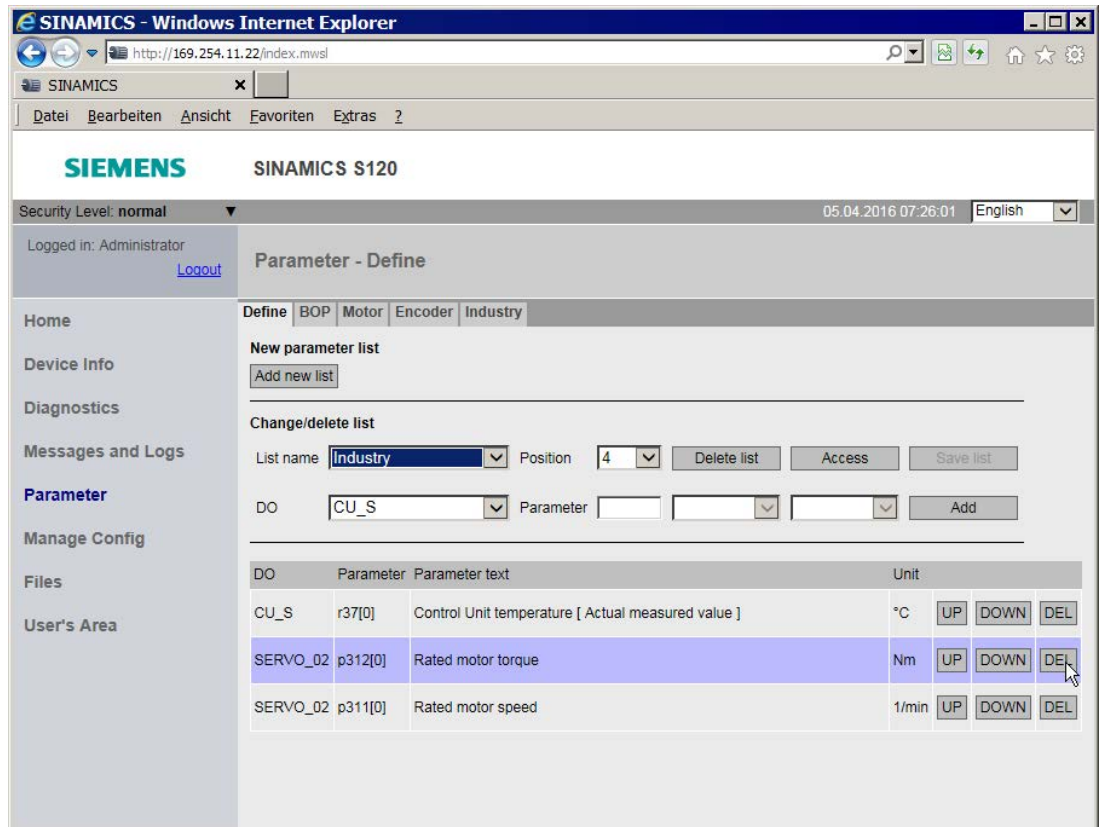 SINAMICS - Windows Internet Explorer
http://169.254.11.22/index.mwsl
SINAMICS
Datei Bearbeiten Ansicht Favoriten Extras ?
SIEMENS SINAMICS S120
Security Level: normal 05.04.2016 07:26:01 English
Logged in: Administrator
Logout
Parameter - Define
Home
Device Info
Diagnostics
Messages and Logs
Parameter
Manage Config
Files
User's Area
Define BOP Motor Encoder Industry
New parameter list
Add new list
Change/delete list
List name Industry Position 4 Delete list Access Save list
DO CU_S Parameter Add
DO Parameter Parameter text Unit
CU_S r37[0] Control Unit temperature [ Actual measured value ] °C UP DOWN DEL
SERVO_02 p312[0] Rated motor torque Nm UP DOWN DEL
SERVO_02 p311[0] Rated motor speed 1/min UP DOWN DEL